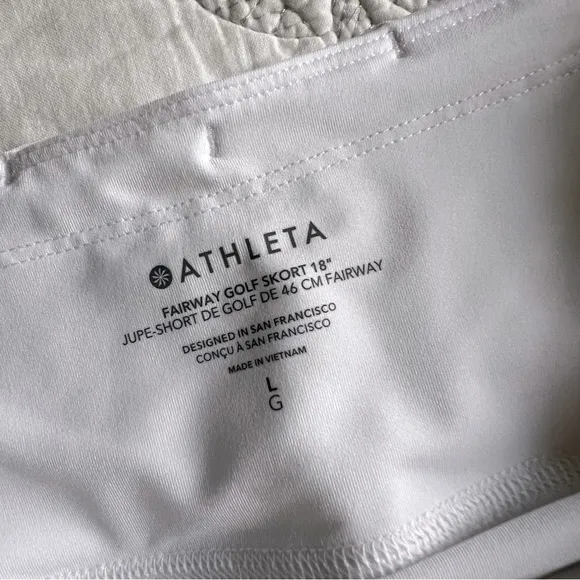 ATHLETA
FAIRWAY GOLF SKORT 18"
JUPE-SHORT DE GOLF DE 46 CM FAIRWAY
DESIGNED IN SAN FRANCISCO
CONÇU À SAN FRANCISCO
MADE IN VIETNAM
L
G